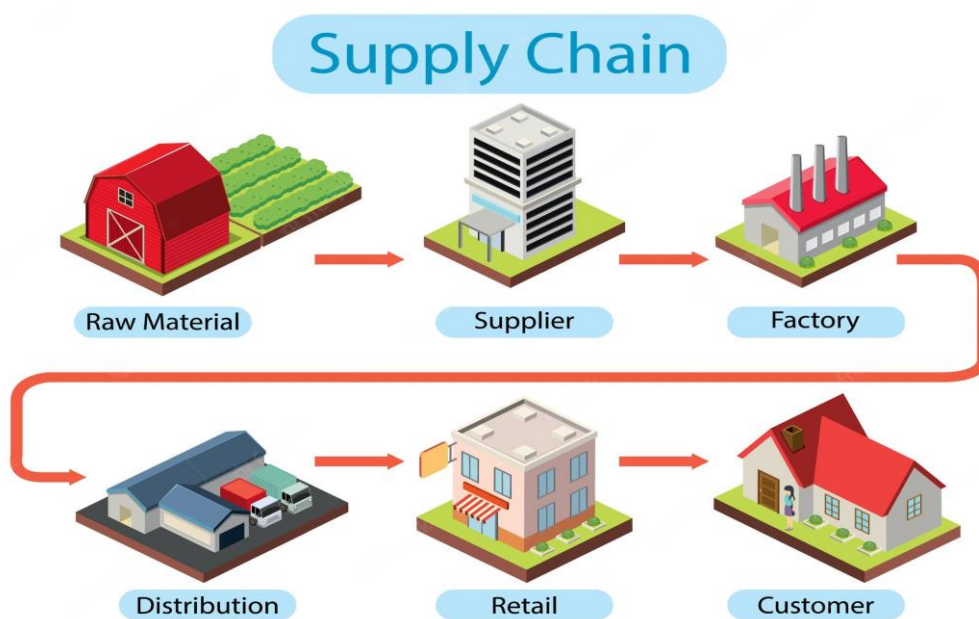 Supply Chain
Raw Material
Supplier
Factory
Distribution
Retail
Customer